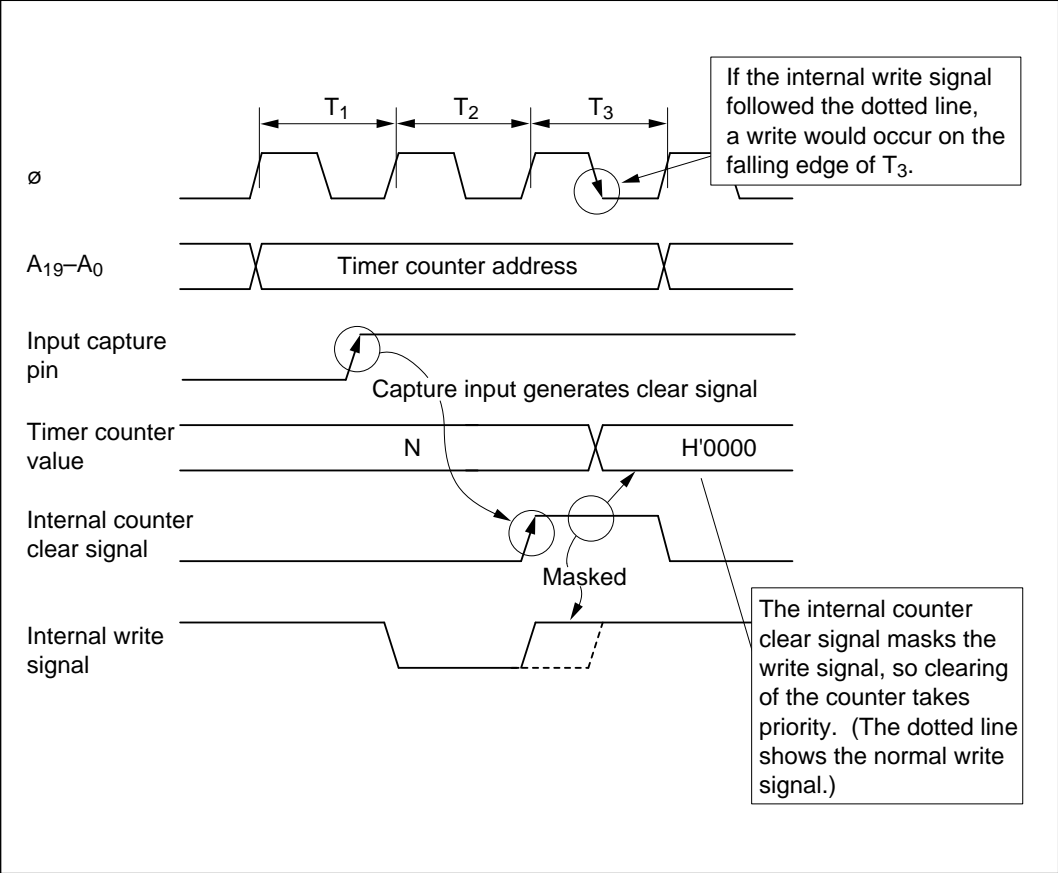 If the internal write signal
followed the dotted line,
a write would occur on the
falling edge of T3.
T1
T2
T3
ø
A19–A0
Timer counter address
Input capture
pin
Capture input generates clear signal
Timer counter
value
N
H'0000
Internal counter
clear signal
Masked
Internal write
signal
The internal counter
clear signal masks the
write signal, so clearing
of the counter takes
priority.  (The dotted line
shows the normal write
signal.)